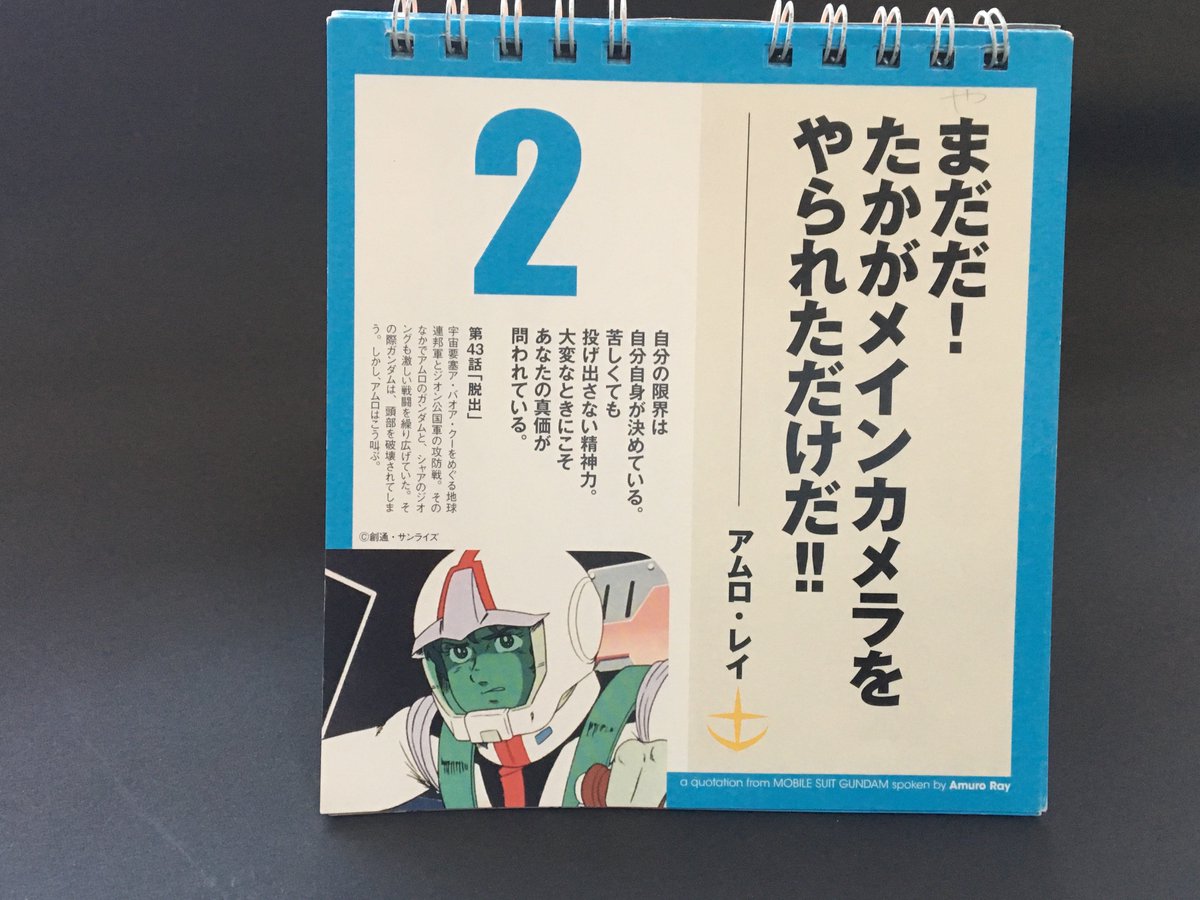 まだだ!
たかがメインカメラを
やられただけだ!!
アムロ・レイ
2
自分の限界は
自分自身が決めている。
苦しくても
投げ出さない精神力。
大変なときにこそ
あなたの真価が
問われている。
第43話「脱出」
宇宙要塞ア・バオア・クーをめぐる地球
連邦軍とジオン公国軍の攻防戦。その
なかでアムロのガンダムと、シャアのジオ
ングも激しい戦闘を繰り広げていた。そ
の際ガンダムは、頭部を破壊されてしま
う。しかし、アムロはこう叫ぶ。
©創通・サンライズ
a quotation from MOBILE SUIT GUNDAM spoken by Amuro Ray